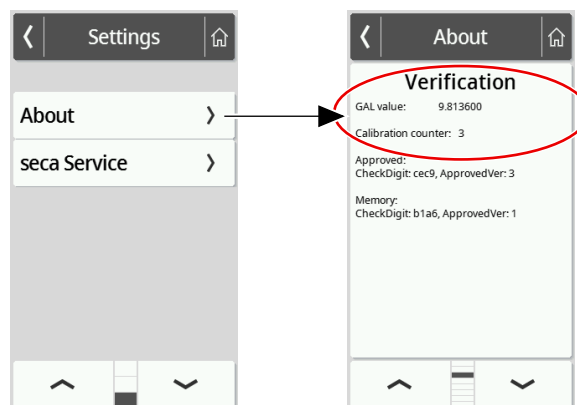 Settings
About
seca Service
About
Verification
GAL value: 9.813600
Calibration counter: 3
Approved:
CheckDigit: cec9, ApprovedVer: 3
Memory:
CheckDigit: b1a6, ApprovedVer: 1